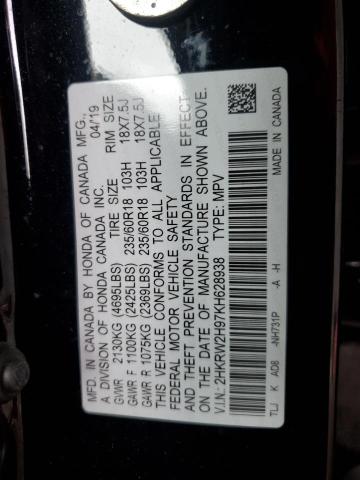 MFD. IN CANADA BY HONDA OF CANADA MFG.,
A DIVISION OF HONDA CANADA INC. 04/19
TIRE SIZE RIM SIZE
GVWR 2130KG (4695LBS)
GAWR F 1100KG (2425LBS) 235/60R18 103H 18X7.5J
GAWR R 1075KG (2369LBS) 235/60R18 103H 18X7.5J
THIS VEHICLE CONFORMS TO ALL APPLICABLE
FEDERAL MOTOR VEHICLE SAFETY
AND THEFT PREVENTION STANDARDS IN EFFECT
ON THE DATE OF MANUFACTURE SHOWN ABOVE.
V.I.N.: 2HKRW2H97KH628938 TYPE: MPV
TLJ K AD8 -NH731P -A -H MADE IN CANADA